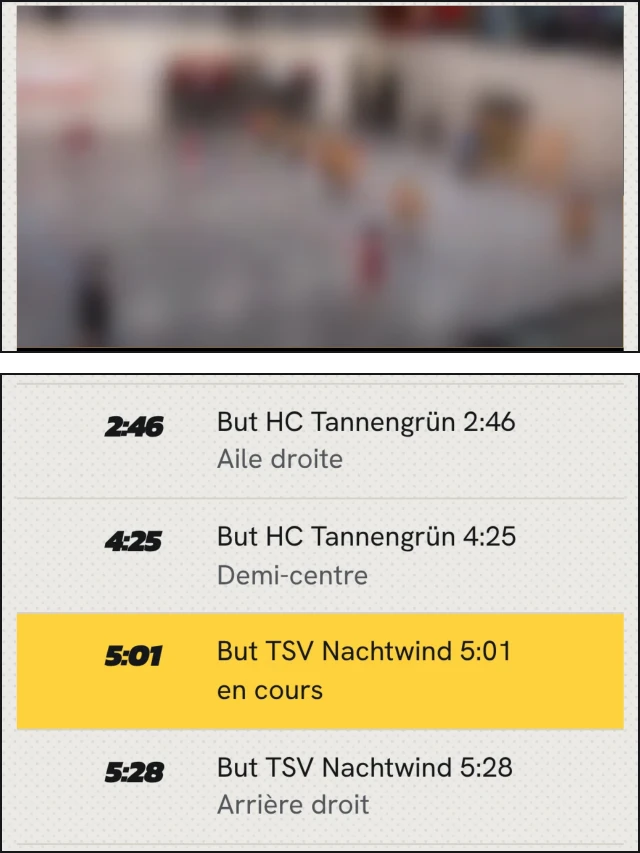 2:46 But HC Tannengrün 2:46
Aile droite
4:25 But HC Tannengrün 4:25
Demi-centre
5:01 But TSV Nachtwind 5:01
en cours
5:28 But TSV Nachtwind 5:28
Arrière droit